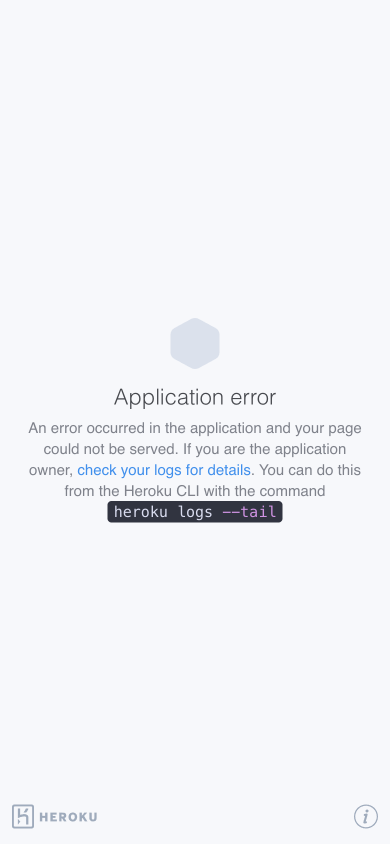 Application error
An error occurred in the application and your page
could not be served. If you are the application
owner, check your logs for details. You can do this
from the Heroku CLI with the command
heroku logs --tail
HEROKU
i